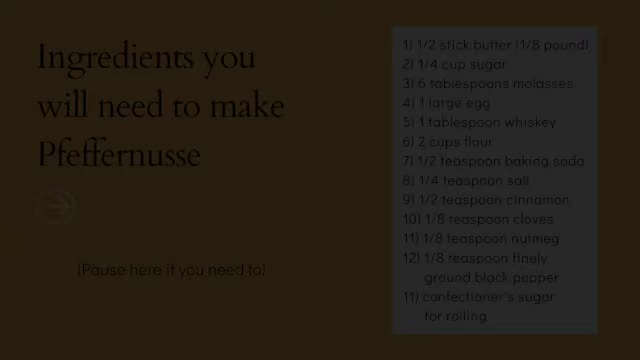 Ingredients you
will need to make
Pfeffernusse
(Pause here if you need to)
1) 1/2 stick butter (1/8 pound)
2) 1/4 cup sugar
3) 6 tablespoons molasses
4) 1 large egg
5) 1 tablespoon whiskey
6) 2 cups flour
7) 1/2 teaspoon baking soda
8) 1/4 teaspoon salt
9) 1/2 teaspoon cinnamon
10) 1/8 teaspoon cloves
11) 1/8 teaspoon nutmeg
12) 1/8 teaspoon finely
ground black pepper
11) confectioner's sugar
for rolling